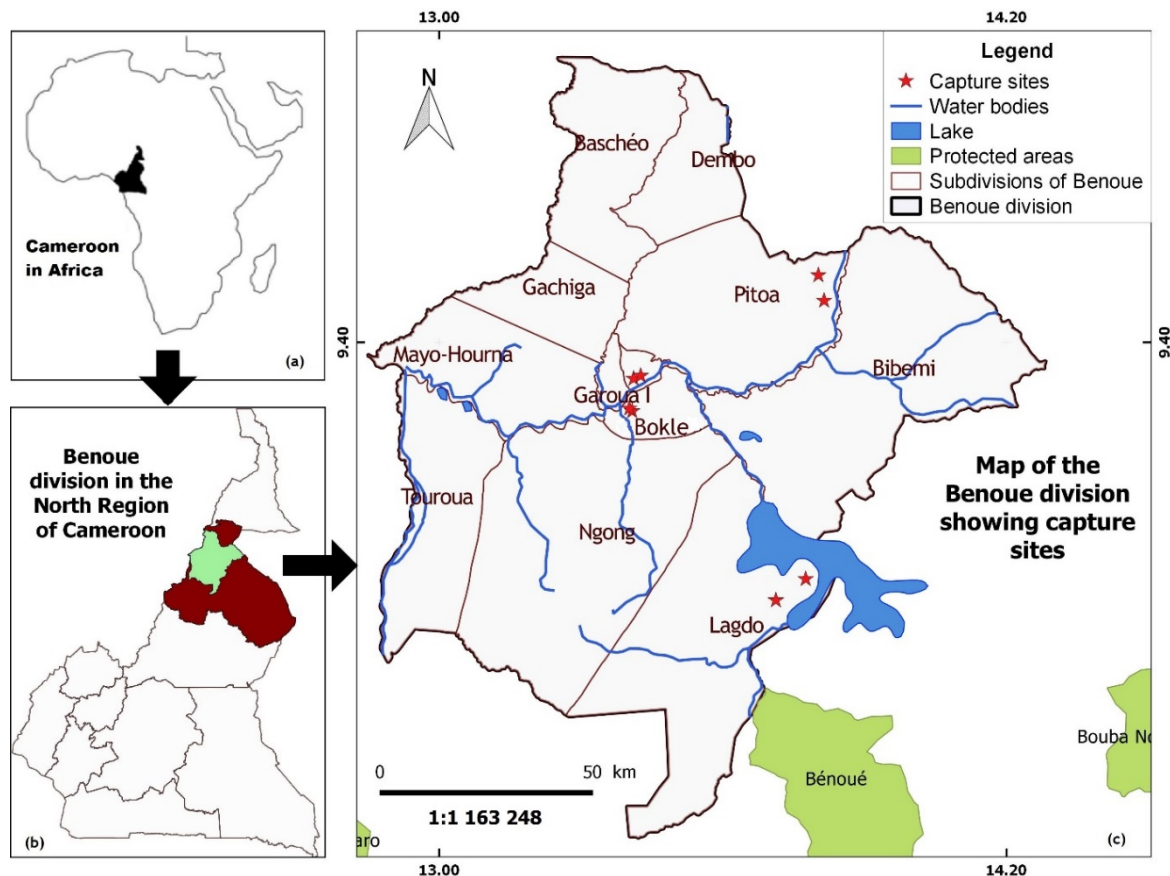 Cameroon
in Africa
(a)
Benoue
division in the
North Region
of Cameroon
(b)
13.00
14.20
N
Legend
Capture sites
Water bodies
Lake
Protected areas
Subdivisions of Benoue
Benoue division
Baschéo
Dembo
Gachiga
Pitoa
9.40
9.40
Mayo-Hourna
Bibemi
Garoua I
Bokle
Map of the
Benoue division
showing capture
sites
Touroua
Ngong
Lagdo
Bouba Nd
0
50 km
Bénoué
1:1 163 248
aro
(c)
13.00
14.20